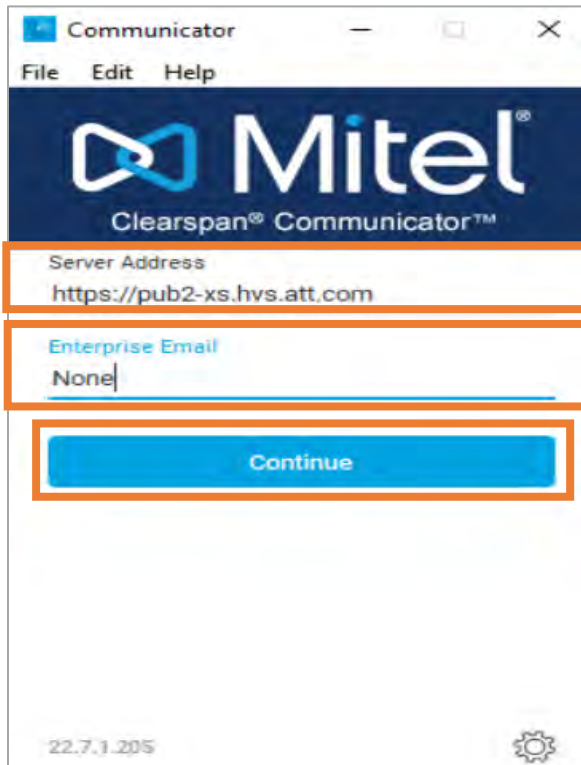 Communicator
File Edit Help
Mitel®
Clearspan® Communicator™
Server Address
https://pub2-xs.hvs.att.com
Enterprise Email
None
Continue
22.7.1.205